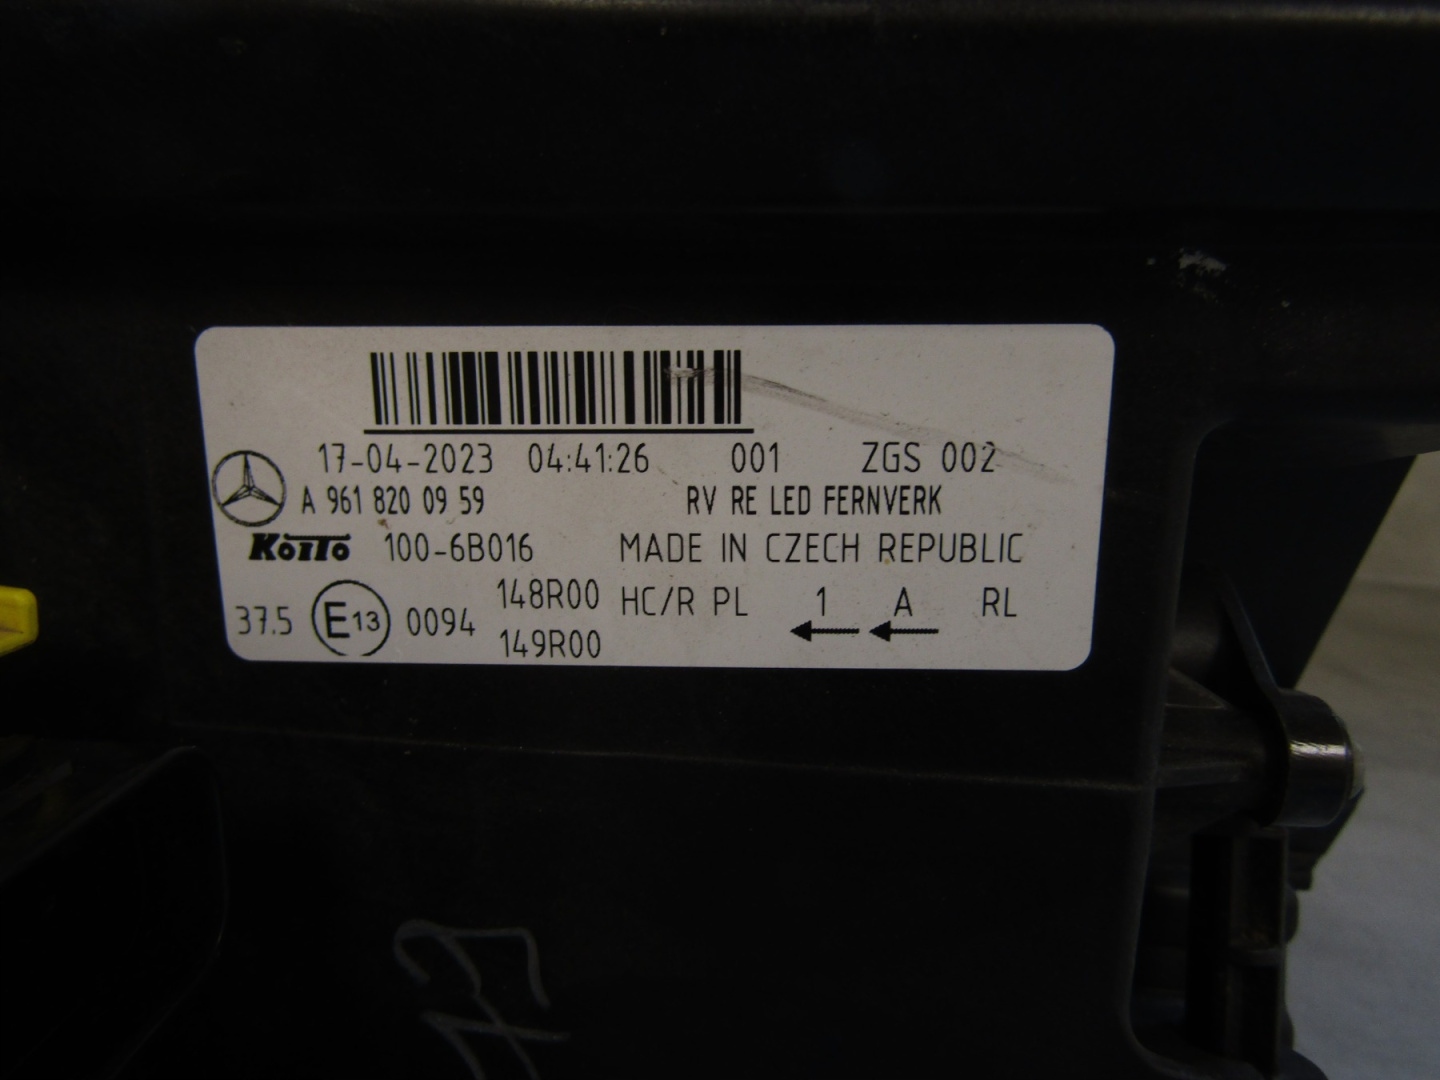 17-04-2023 04:41:26 001 ZGS 002
A 961 820 09 59 RV RE LED FERNVERK
KOITO 100-6B016 MADE IN CZECH REPUBLIC
37.5 E13 0094 148R00 HC/R PL 1 A RL
149R00